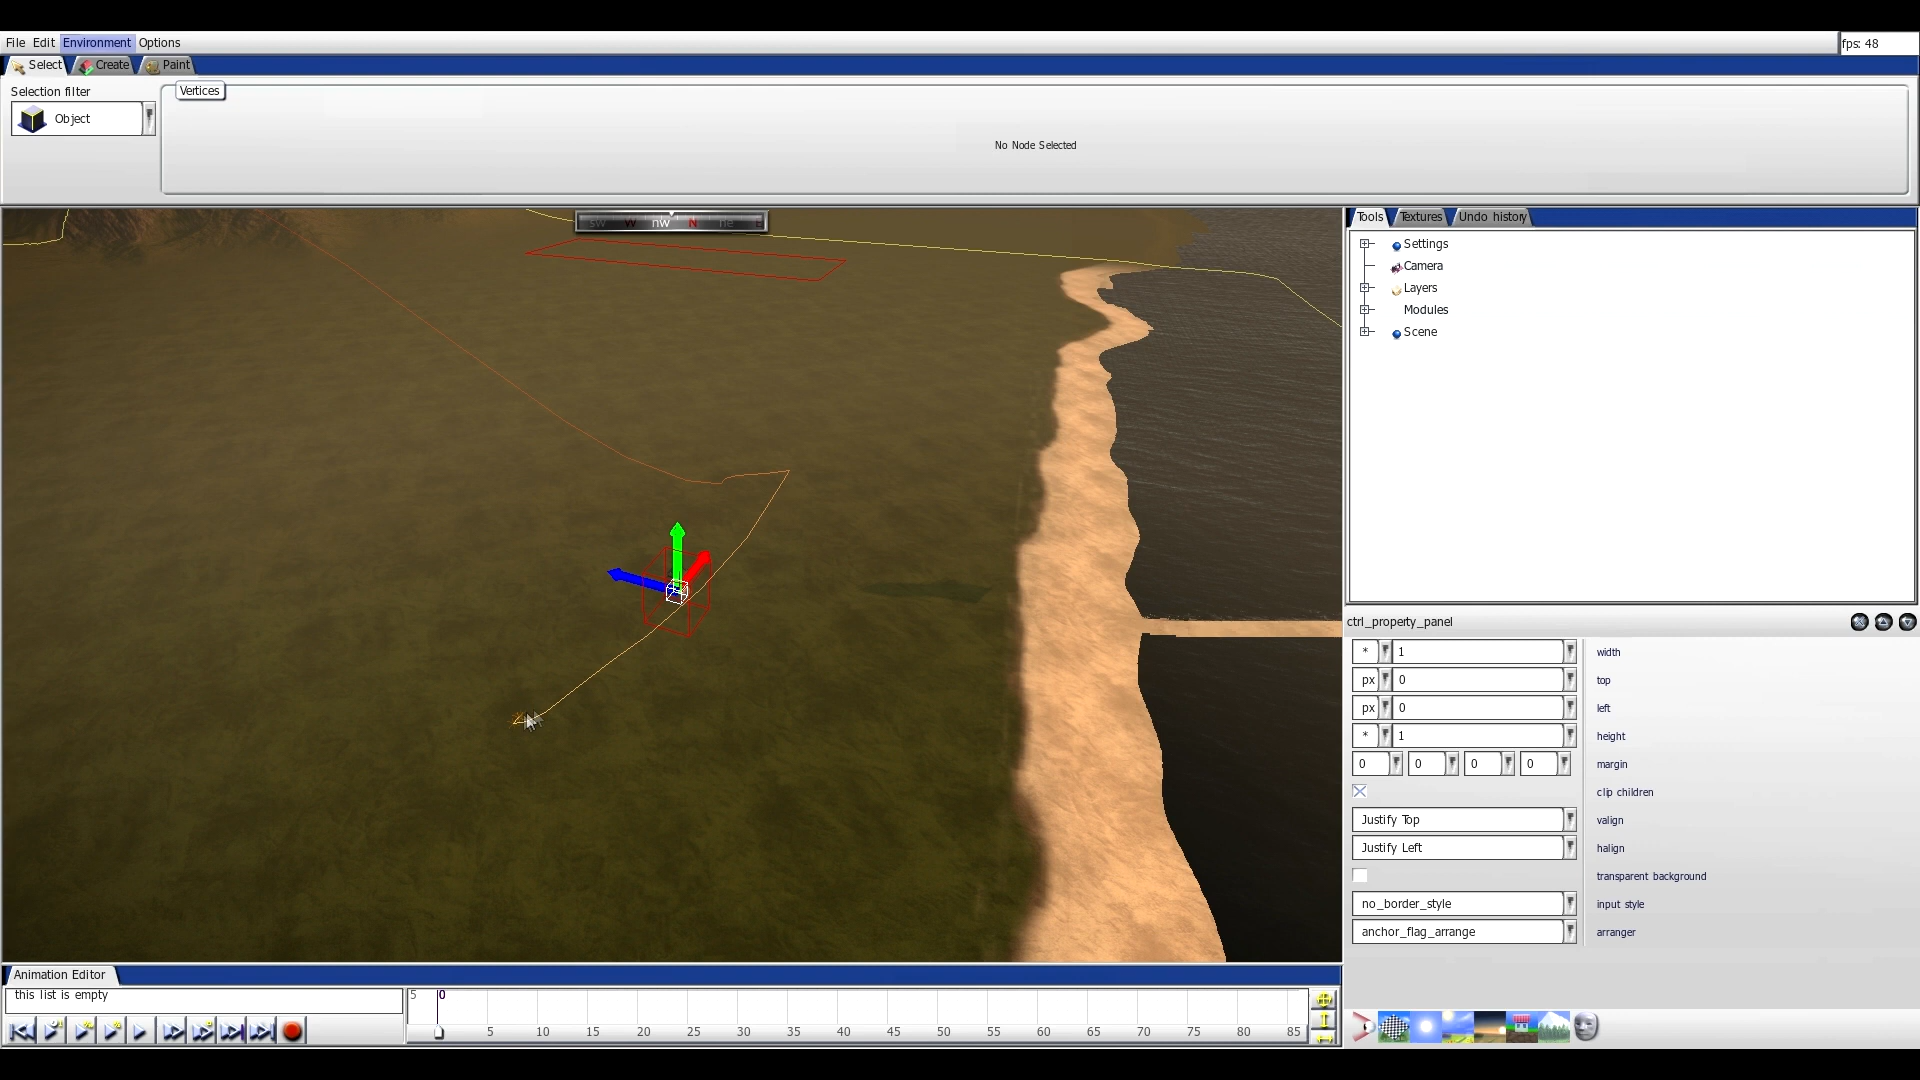 File Edit Environment Options
fps: 48
Select Create Paint
Selection filter
Vertices
Object
No Node Selected
sw W nw N ne
Tools Textures Undo history
Settings
Camera
Layers
Modules
Scene
ctrl_property_panel
* 1 width
px 0 top
px 0 left
* 1 height
0 0 0 0 margin
clip children
Justify Top valign
Justify Left halign
transparent background
no_border_style input style
anchor_flag_arrange arranger
Animation Editor
this list is empty
5 0
5 10 15 20 25 30 35 40 45 50 55 60 65 70 75 80 85